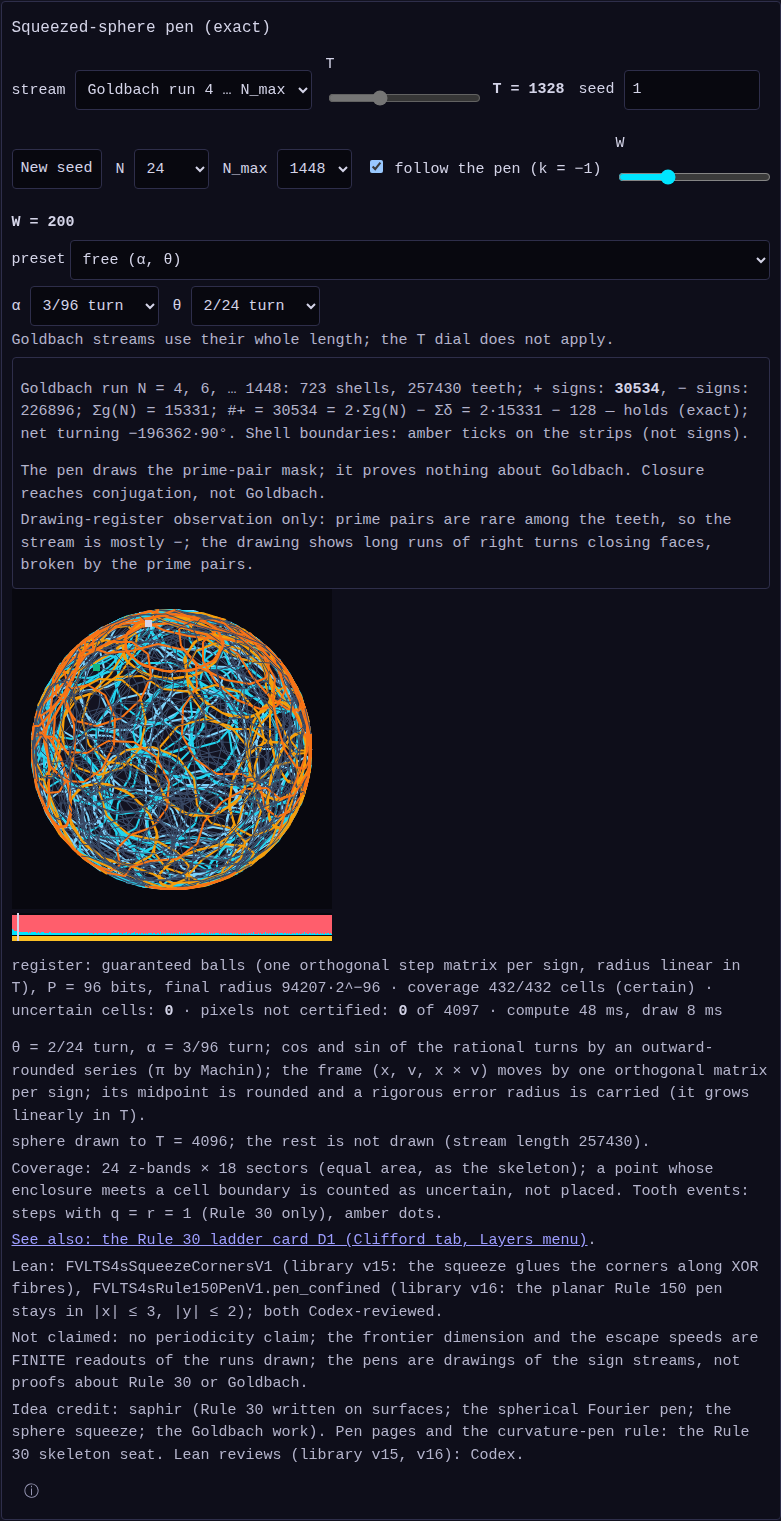 Squeezed-sphere pen (exact)
T
stream Goldbach run 4 … N_max T = 1328 seed 1
W
New seed N 24 N_max 1448 follow the pen (k = −1)
W = 200
preset free (α, θ)
α 3/96 turn θ 2/24 turn
Goldbach streams use their whole length; the T dial does not apply.
Goldbach run N = 4, 6, … 1448: 723 shells, 257430 teeth; + signs: 30534, − signs:
226896; Σg(N) = 15331; #+ = 30534 = 2·Σg(N) − Σδ = 2·15331 − 128 — holds (exact);
net turning −196362·90°. Shell boundaries: amber ticks on the strips (not signs).
The pen draws the prime-pair mask; it proves nothing about Goldbach. Closure
reaches conjugation, not Goldbach.
Drawing-register observation only: prime pairs are rare among the teeth, so the
stream is mostly −; the drawing shows long runs of right turns closing faces,
broken by the prime pairs.
register: guaranteed balls (one orthogonal step matrix per sign, radius linear in
T), P = 96 bits, final radius 94207·2^−96 · coverage 432/432 cells (certain) ·
uncertain cells: 0 · pixels not certified: 0 of 4097 · compute 48 ms, draw 8 ms
θ = 2/24 turn, α = 3/96 turn; cos and sin of the rational turns by an outward-
rounded series (π by Machin); the frame (x, v, x × v) moves by one orthogonal matrix
per sign; its midpoint is rounded and a rigorous error radius is carried (it grows
linearly in T).
sphere drawn to T = 4096; the rest is not drawn (stream length 257430).
Coverage: 24 z-bands × 18 sectors (equal area, as the skeleton); a point whose
enclosure meets a cell boundary is counted as uncertain, not placed. Tooth events:
steps with q = r = 1 (Rule 30 only), amber dots.
See also: the Rule 30 ladder card D1 (Clifford tab, Layers menu).
Lean: FVLTS4sSqueezeCornersV1 (library v15: the squeeze glues the corners along XOR
fibres), FVLTS4sRule150PenV1.pen_confined (library v16: the planar Rule 150 pen
stays in |x| ≤ 3, |y| ≤ 2); both Codex-reviewed.
Not claimed: no periodicity claim; the frontier dimension and the escape speeds are
FINITE readouts of the runs drawn; the pens are drawings of the sign streams, not
proofs about Rule 30 or Goldbach.
Idea credit: saphir (Rule 30 written on surfaces; the spherical Fourier pen; the
sphere squeeze; the Goldbach work). Pen pages and the curvature-pen rule: the Rule
30 skeleton seat. Lean reviews (library v15, v16): Codex.
ⓘ